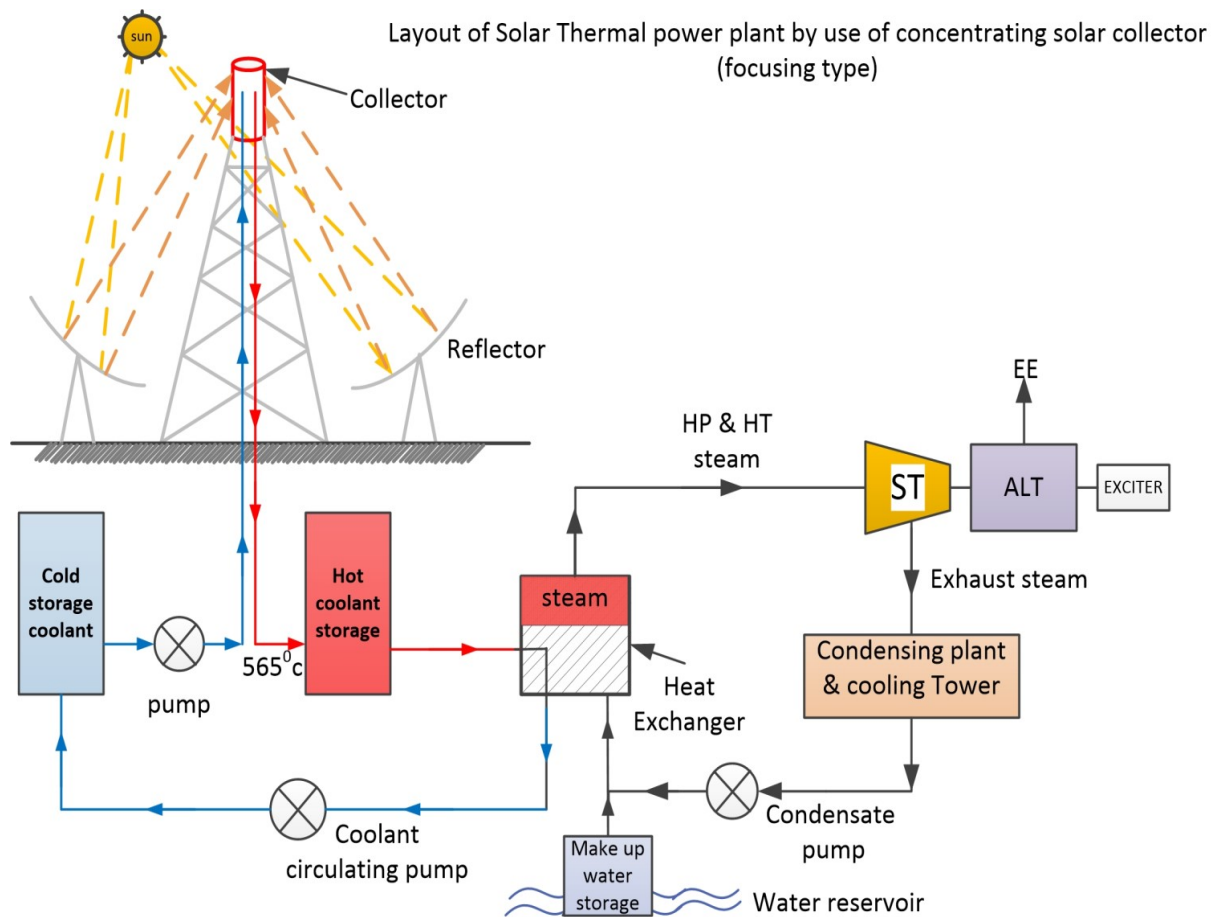 sun
Layout of Solar Thermal power plant by use of concentrating solar collector
(focusing type)
Collector
Reflector
EE
HP & HT
steam
ST
ALT
EXCITER
Cold
storage
coolant
Hot
coolant
storage
steam
Exhaust steam
565⁰c
pump
Heat
Exchanger
Condensing plant
& cooling Tower
Coolant
circulating pump
Condensate
pump
Make up
water
storage
Water reservoir